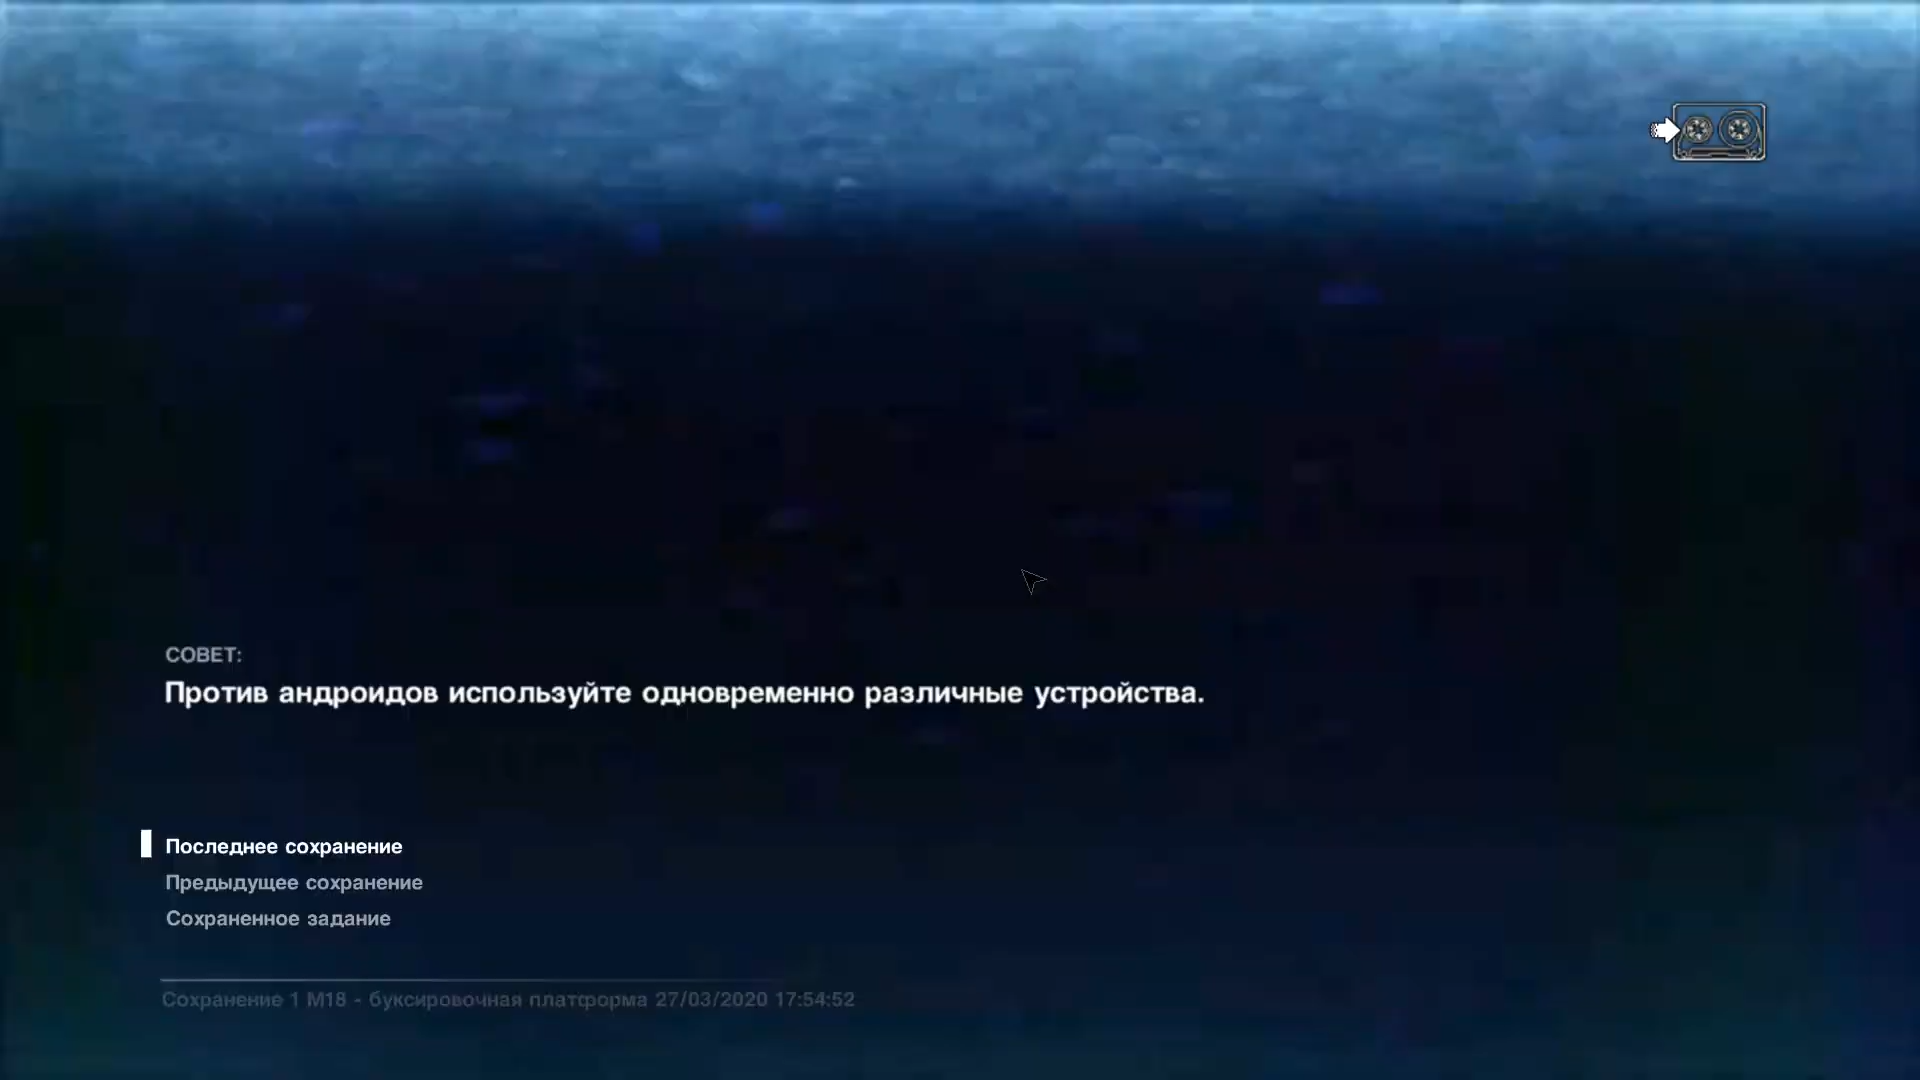 СОВЕТ:
Против андроидов используйте одновременно различные устройства.
Последнее сохранение
Предыдущее сохранение
Сохраненное задание
Сохранение 1 М18 - буксировочная платформа 27/03/2020 17:54:52